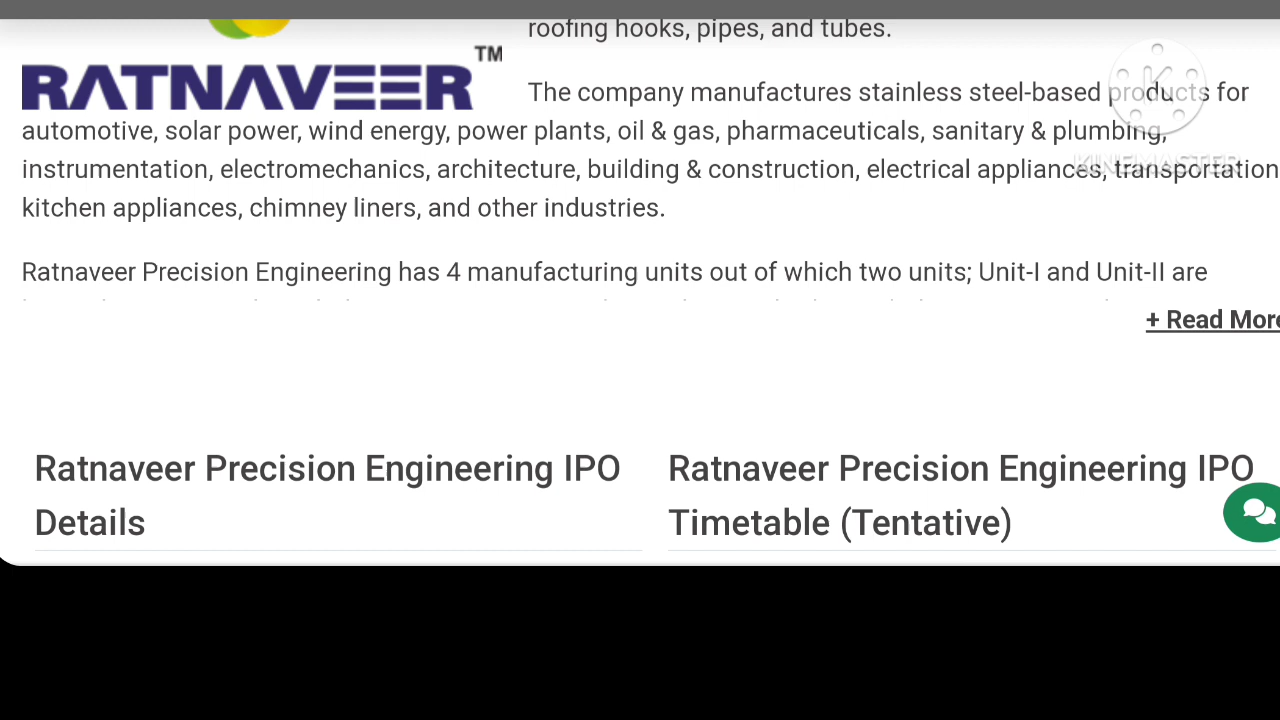 roofing hooks, pipes, and tubes.
RATNAVEER TM
The company manufactures stainless steel-based products for
automotive, solar power, wind energy, power plants, oil & gas, pharmaceuticals, sanitary & plumbing,
instrumentation, electromechanics, architecture, building & construction, electrical appliances, transportation
kitchen appliances, chimney liners, and other industries.
Ratnaveer Precision Engineering has 4 manufacturing units out of which two units; Unit-I and Unit-II are
+ Read More
Ratnaveer Precision Engineering IPO
Details
Ratnaveer Precision Engineering IPO
Timetable (Tentative)
K
KINEMASTER